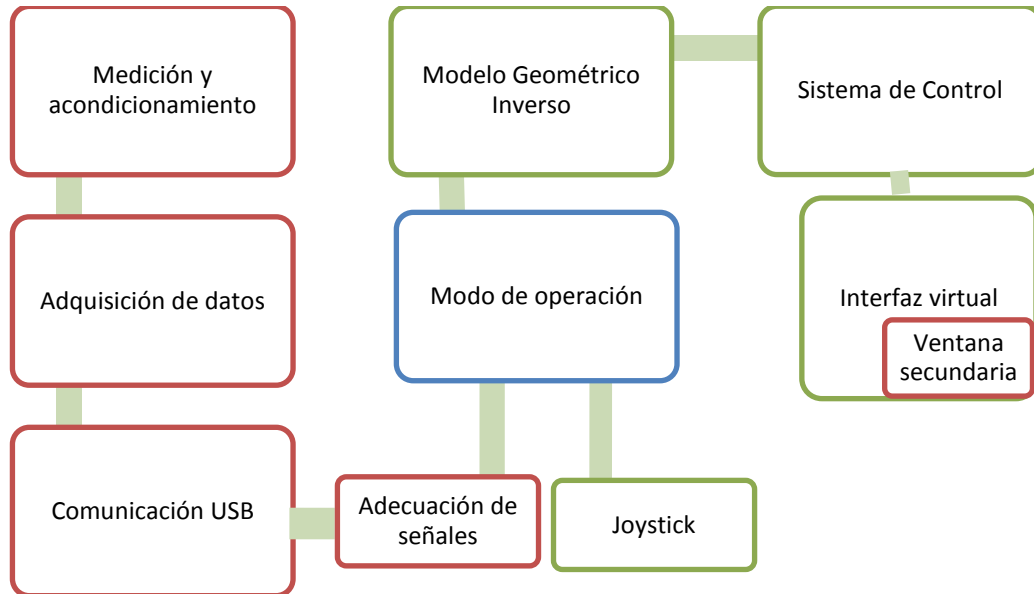 Medición y
acondicionamiento
Modelo Geométrico
Inverso
Sistema de Control
Adquisición de datos
Modo de operación
Interfaz virtual
Ventana
secundaria
Comunicación USB
Adecuación de
señales
Joystick